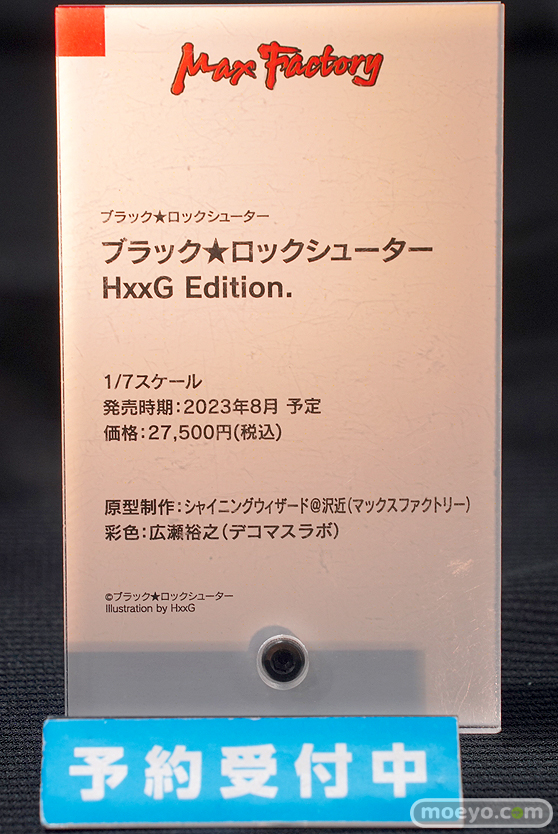 Max Factory
ブラック★ロックシューター
ブラック★ロックシューター
HxxG Edition.
1/7スケール
発売時期：2023年8月 予定
価格：27,500円(税込)
原型制作：シャイニングウィザード@沢近(マックスファクトリー)
彩色：広瀬裕之(デコマスラボ)
©ブラック★ロックシューター
Illustration by HxxG
予約受付中
moeyo.com